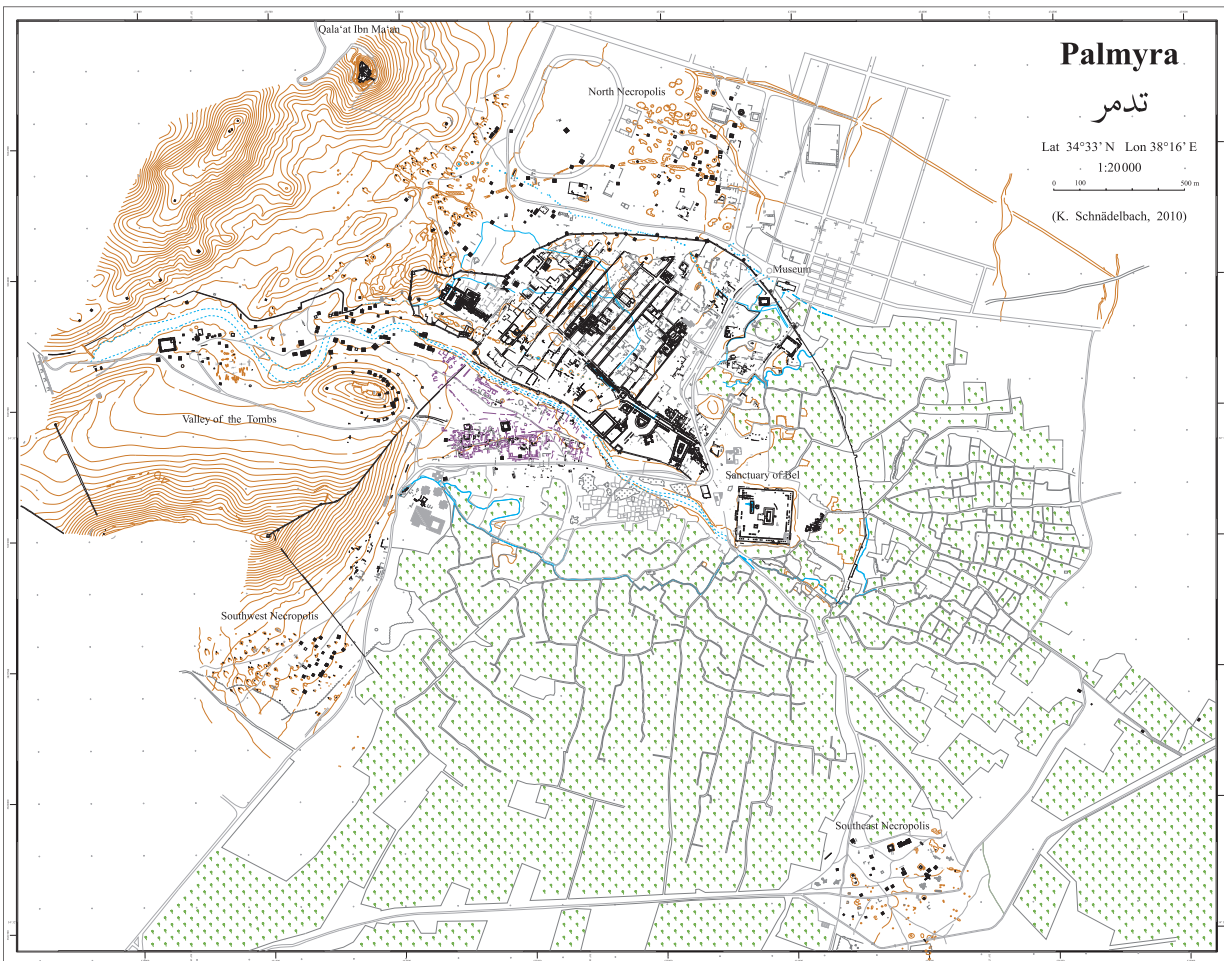 Palmyra
تدمر
Lat 34°33' N Lon 38°16' E
1:20000
0 100 500 m
(K. Schnädelbach, 2010)
Qala'at Ibn Ma'an
North Necropolis
Museum
Valley of the Tombs
Sanctuary of Bel
Southwest Necropolis
Southeast Necropolis